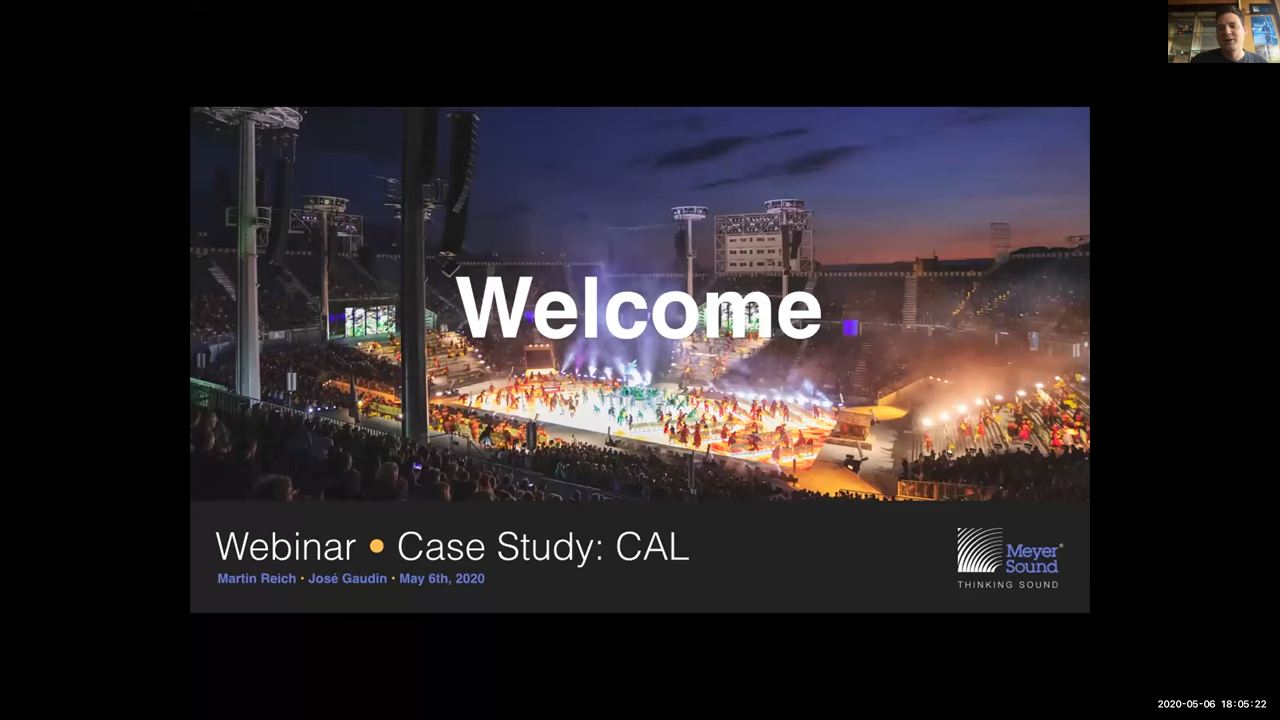 Welcome
Webinar • Case Study: CAL
Martin Reich • José Gaudin • May 6th, 2020
Meyer
Sound®
THINKING SOUND
2020-05-06 18:05:22